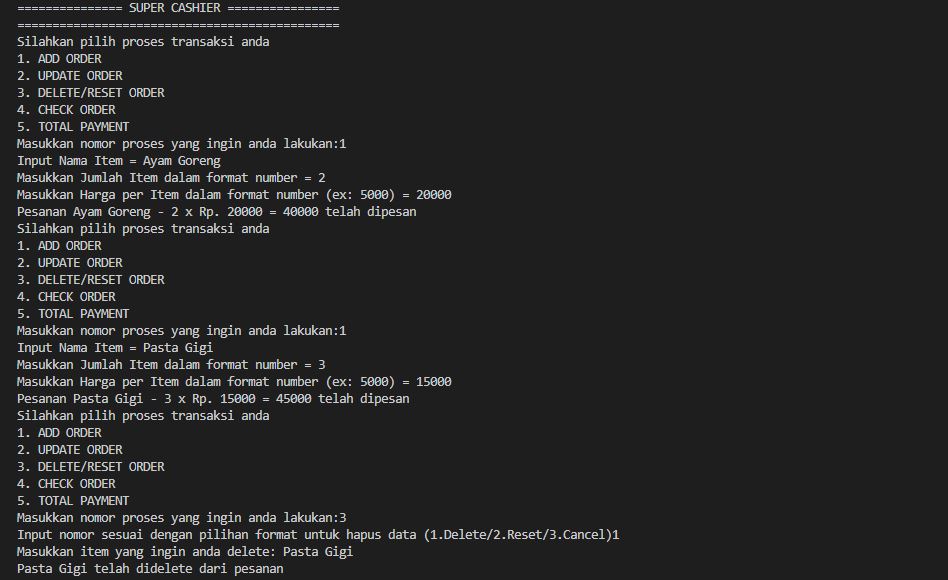 =============== SUPER CASHIER ================
==============================================
Silahkan pilih proses transaksi anda
1. ADD ORDER
2. UPDATE ORDER
3. DELETE/RESET ORDER
4. CHECK ORDER
5. TOTAL PAYMENT
Masukkan nomor proses yang ingin anda lakukan:1
Input Nama Item = Ayam Goreng
Masukkan Jumlah Item dalam format number = 2
Masukkan Harga per Item dalam format number (ex: 5000) = 20000
Pesanan Ayam Goreng - 2 x Rp. 20000 = 40000 telah dipesan
Silahkan pilih proses transaksi anda
1. ADD ORDER
2. UPDATE ORDER
3. DELETE/RESET ORDER
4. CHECK ORDER
5. TOTAL PAYMENT
Masukkan nomor proses yang ingin anda lakukan:1
Input Nama Item = Pasta Gigi
Masukkan Jumlah Item dalam format number = 3
Masukkan Harga per Item dalam format number (ex: 5000) = 15000
Pesanan Pasta Gigi - 3 x Rp. 15000 = 45000 telah dipesan
Silahkan pilih proses transaksi anda
1. ADD ORDER
2. UPDATE ORDER
3. DELETE/RESET ORDER
4. CHECK ORDER
5. TOTAL PAYMENT
Masukkan nomor proses yang ingin anda lakukan:3
Input nomor sesuai dengan pilihan format untuk hapus data (1.Delete/2.Reset/3.Cancel)1
Masukkan item yang ingin anda delete: Pasta Gigi
Pasta Gigi telah didelete dari pesanan